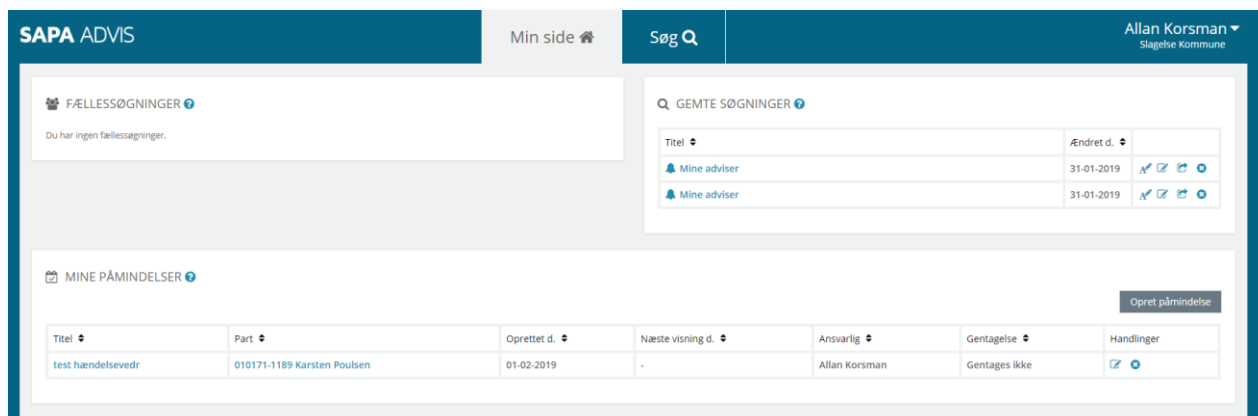 SAPA ADVIS
Min side
Søg
Allan Korsman
Slagelse Kommune
FÆLLESSØGNINGER
Du har ingen fællessøgninger.
GEMTE SØGNINGER
Titel Ændret d.
Mine adviser 31-01-2019
Mine adviser 31-01-2019
MINE PÅMINDELSER
Opret påmindelse
Titel Part Oprettet d. Næste visning d. Ansvarlig Gentagelse Handlinger
test hændelsevedr 010171-1189 Karsten Poulsen 01-02-2019 - Allan Korsman Gentages ikke